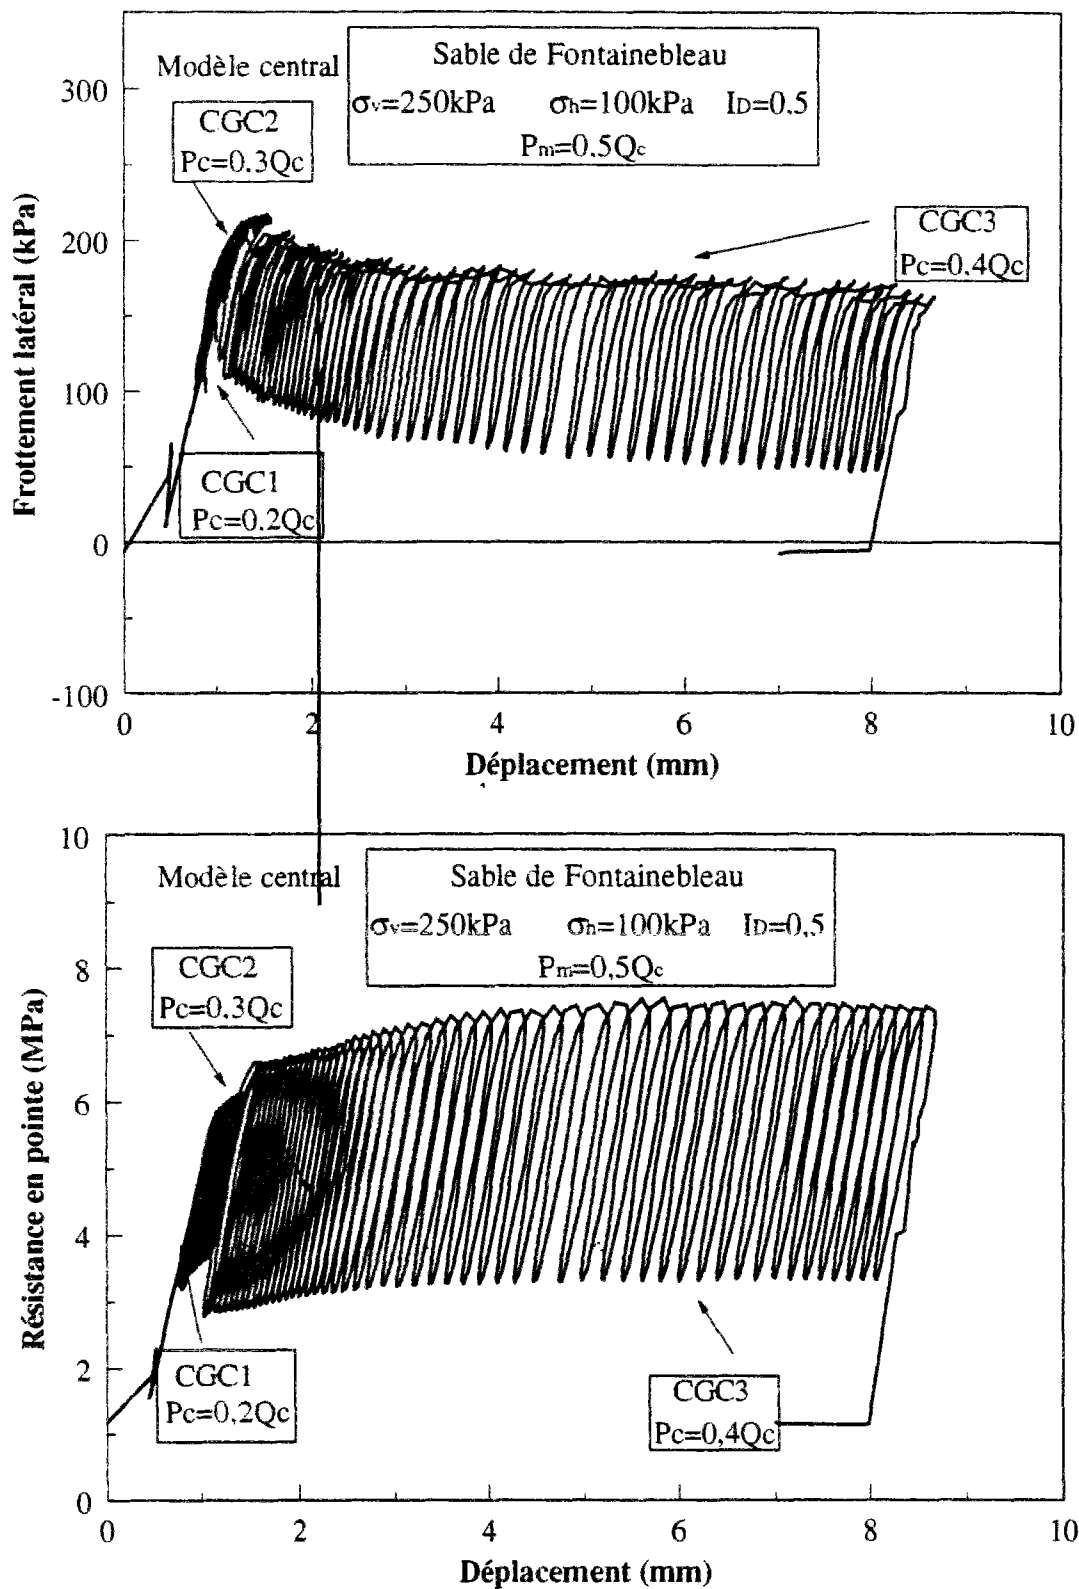 Modèle central
Sable de Fontainebleau
σv=250kPa σh=100kPa ID=0.5
Pm=0.5Qc
CGC2
Pc=0.3Qc
CGC3
Pc=0.4Qc
CGC1
Pc=0.2Qc
Frottement latéral (kPa)
300
200
100
0
-100
0 2 4 6 8 10
Déplacement (mm)
Modèle central
Sable de Fontainebleau
σv=250kPa σh=100kPa ID=0,5
Pm=0,5Qc
CGC2
Pc=0.3Qc
CGC1
Pc=0,2Qc
CGC3
Pc=0,4Qc
Résistance en pointe (MPa)
10
8
6
4
2
0
0 2 4 6 8 10
Déplacement (mm)